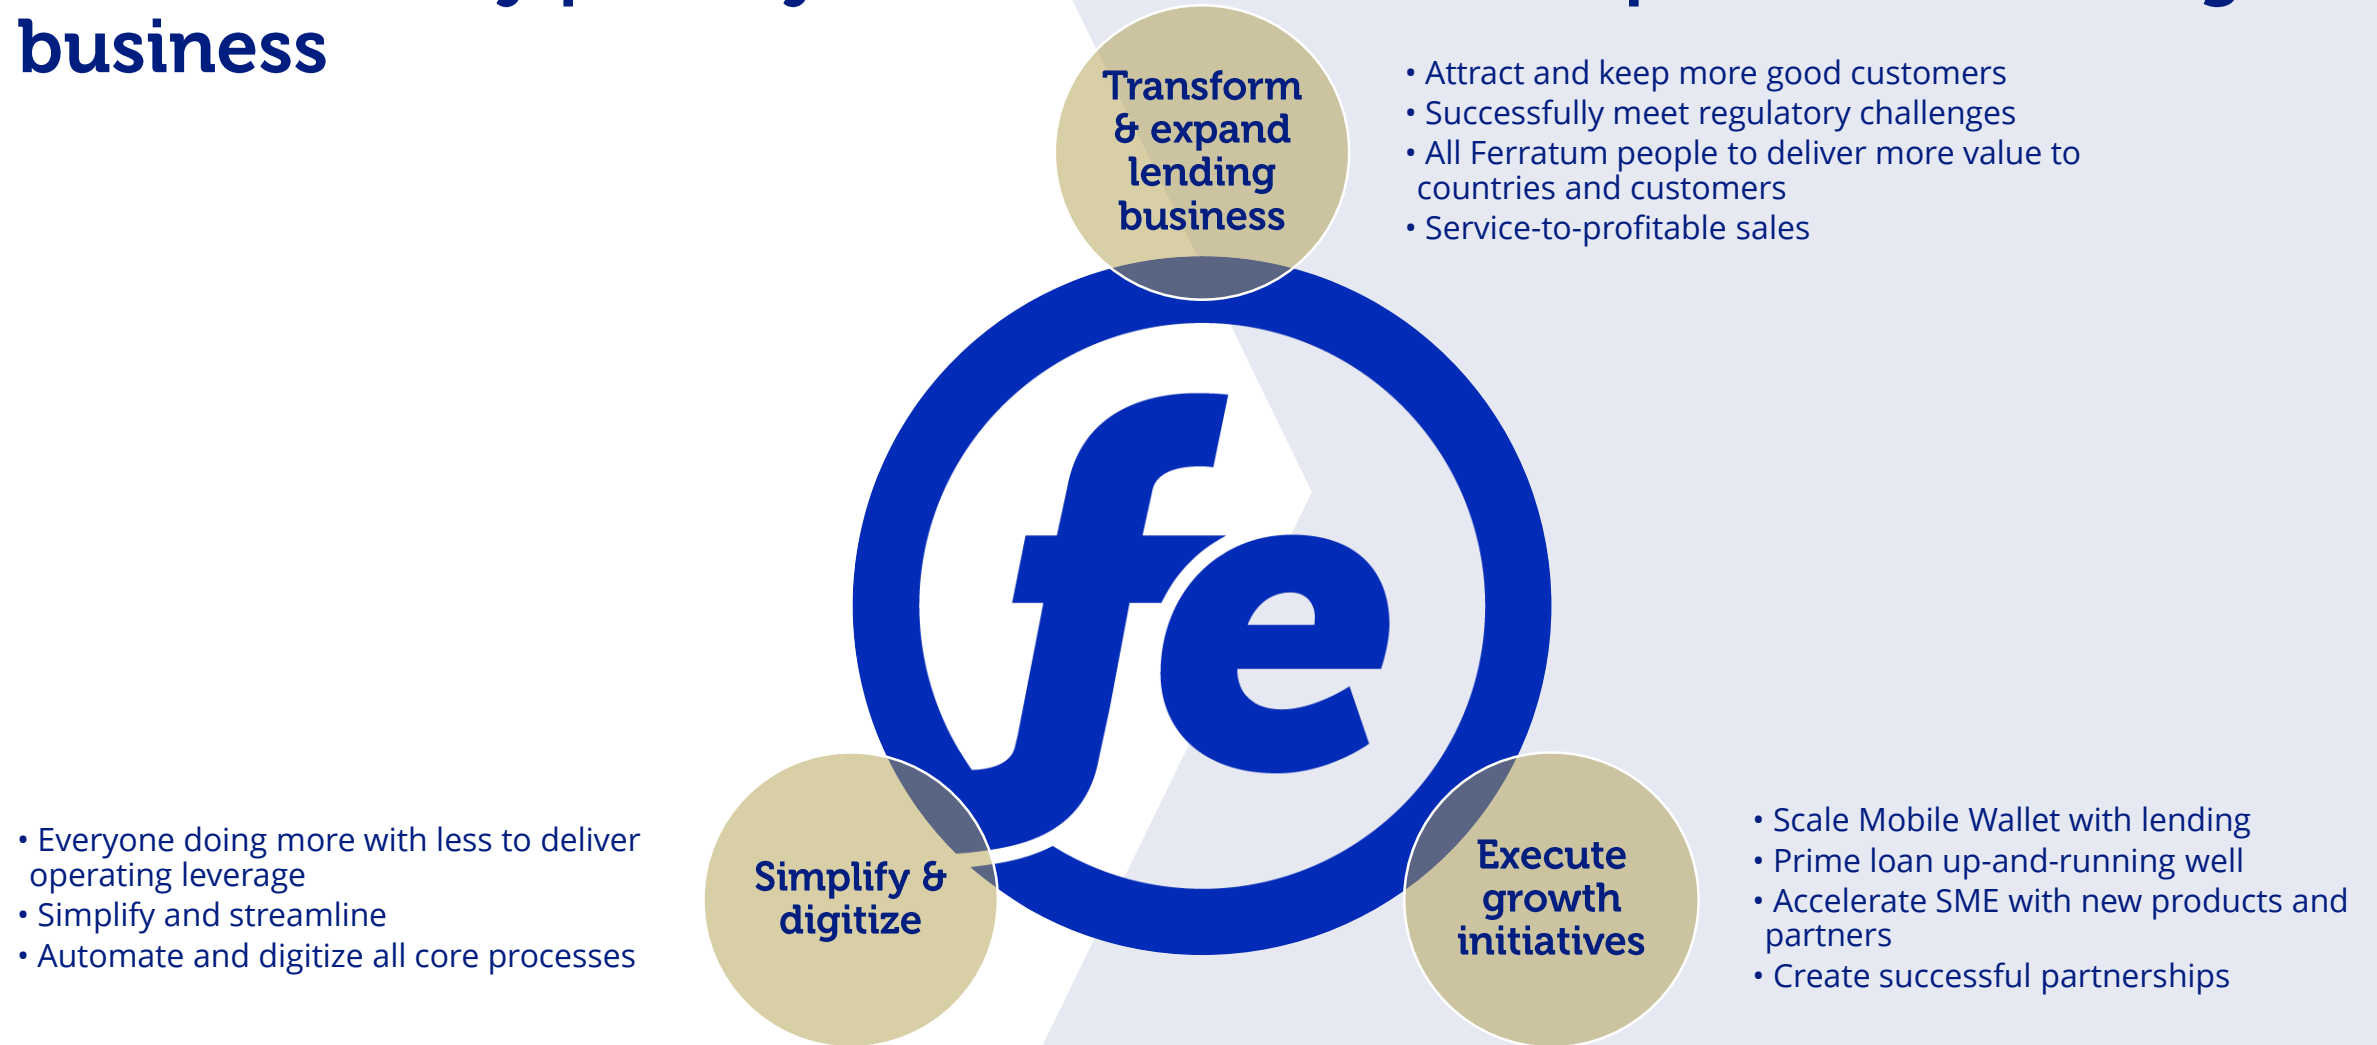 business
Transform
& expand
lending
business
• Attract and keep more good customers
• Successfully meet regulatory challenges
• All Ferratum people to deliver more value to
countries and customers
• Service-to-profitable sales
fe
• Everyone doing more with less to deliver
operating leverage
• Simplify and streamline
• Automate and digitize all core processes
Simplify &
digitize
Execute
growth
initiatives
• Scale Mobile Wallet with lending
• Prime loan up-and-running well
• Accelerate SME with new products and
partners
• Create successful partnerships